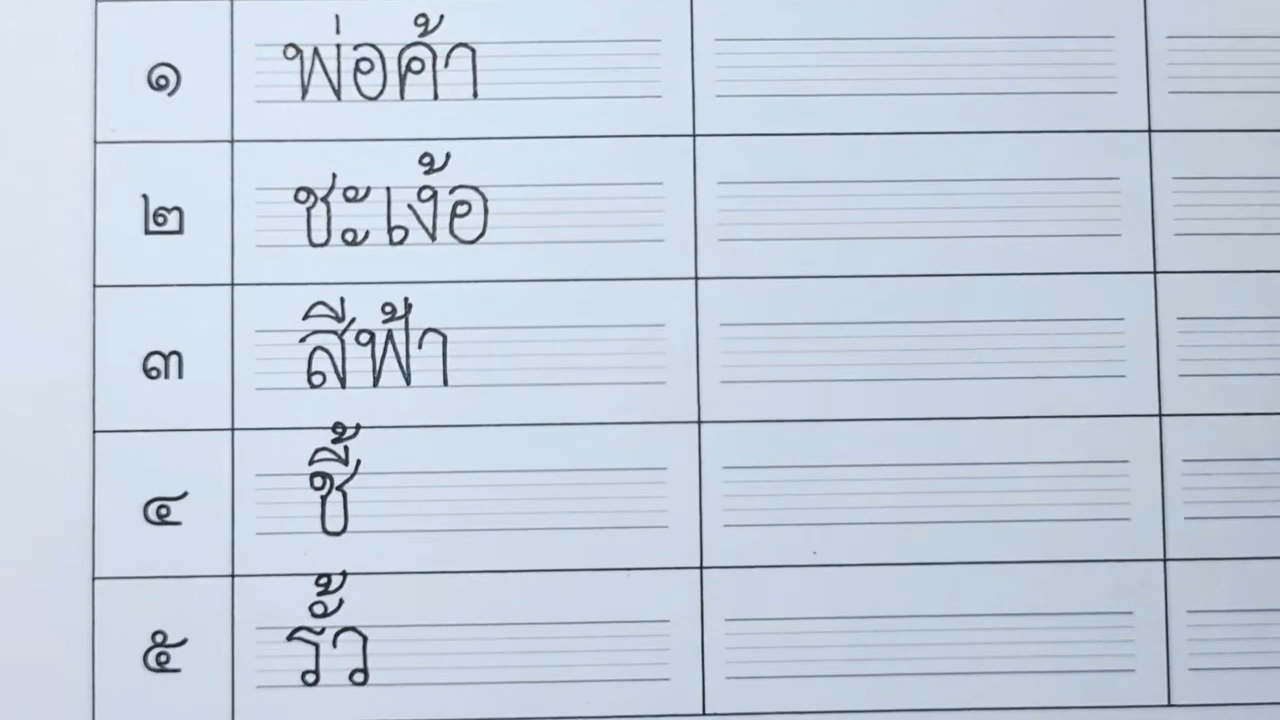 ๑ พ่อค้า
๒ ชะเง้อ
๓ สีฟ้า
๔ ชี้
๕ รั้ว